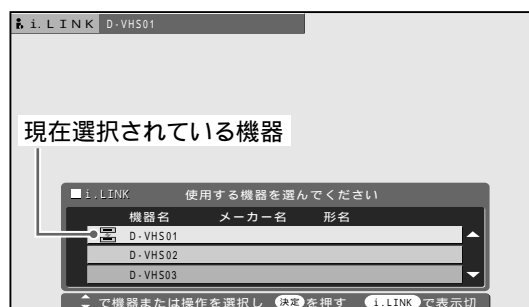 i.LINK D-VHS01
現在選択されている機器
i.LINK 使用する機器を選んでください
機器名 メーカー名 形名
D-VHS01
D-VHS02
D-VHS03
で機器または操作を選択し 決定 を押す i.LINK で表示切